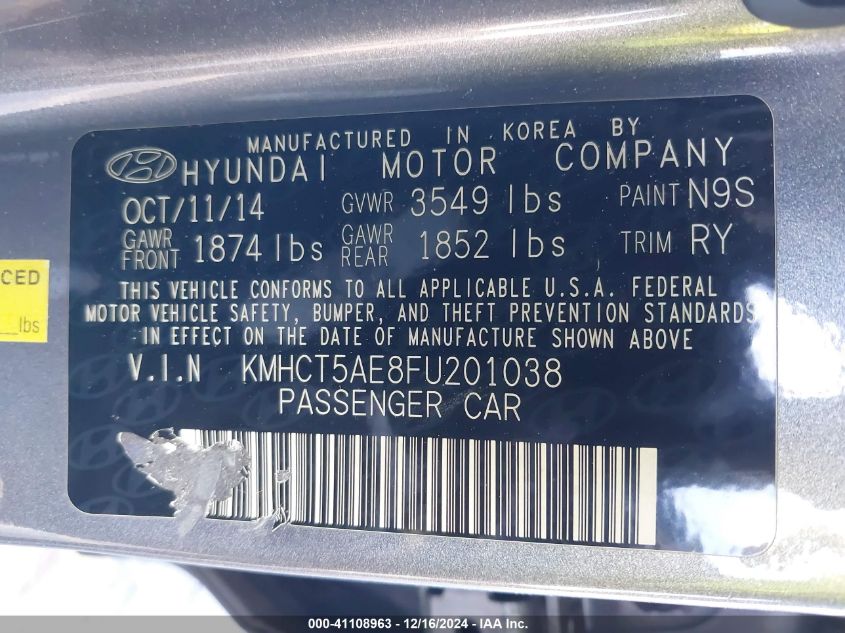 MANUFACTURED IN KOREA BY
HYUNDAI MOTOR COMPANY
OCT/11/14 GVWR 3549 lbs PAINT N9S
GAWR FRONT 1874 lbs GAWR REAR 1852 lbs TRIM RY
THIS VEHICLE CONFORMS TO ALL APPLICABLE U.S.A. FEDERAL
MOTOR VEHICLE SAFETY, BUMPER, AND THEFT PREVENTION STANDARDS
IN EFFECT ON THE DATE OF MANUFACTURE SHOWN ABOVE
V.I.N KMHCT5AE8FU201038
PASSENGER CAR
CED
lbs
000-41108963 - 12/16/2024 - IAA Inc.